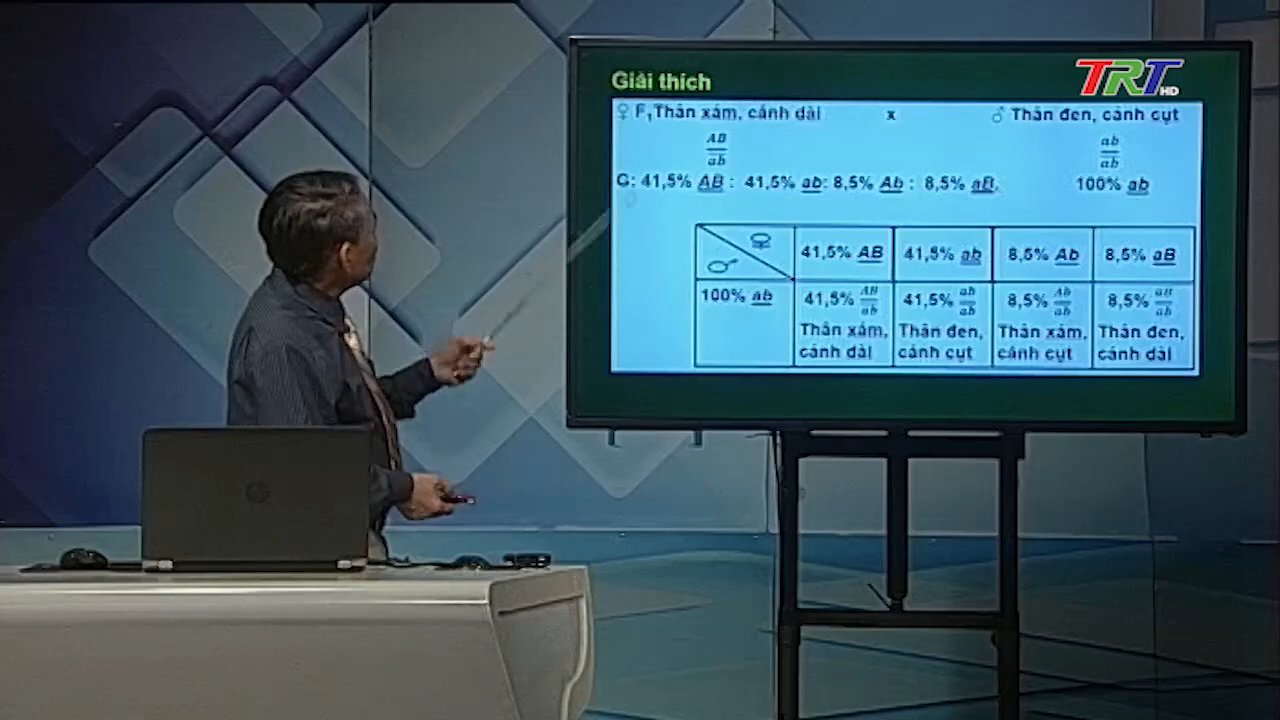 TRT HD
Giải thích
♀ F₁Thân xám, cánh dài x ♂ Thân đen, cánh cụt
AB/ab ab/ab
G: 41,5% AB : 41,5% ab: 8,5% Ab : 8,5% aB. 100% ab
41,5% AB 41,5% ab 8,5% Ab 8,5% aB
100% ab 41,5% AB/ab 41,5% ab/ab 8,5% Ab/ab 8,5% aB/ab
Thân xám, Thân đen, Thân xám, Thân đen,
cánh dài cánh cụt cánh cụt cánh dài